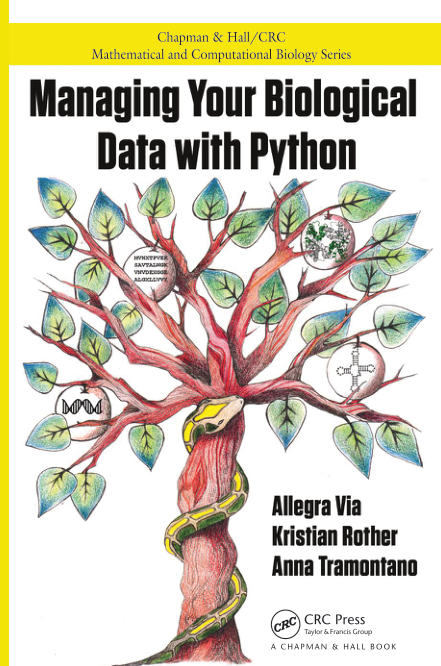 Chapman & Hall/CRC
Mathematical and Computational Biology Series
Managing Your Biological
Data with Python
Allegra Via
Kristian Rother
Anna Tramontano
CRC
CRC Press
Taylor & Francis Group
A CHAPMAN & HALL BOOK